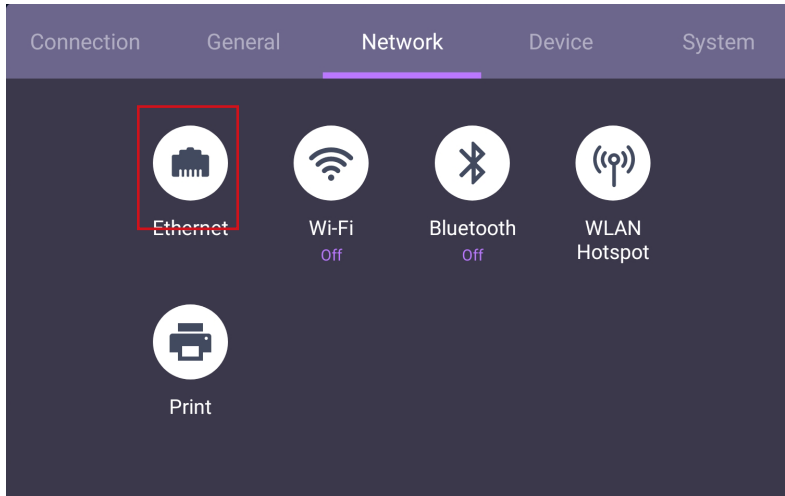 Connection General Network Device System
Ethernet Wi-Fi Bluetooth WLAN
Hotspot
Off Off
Print